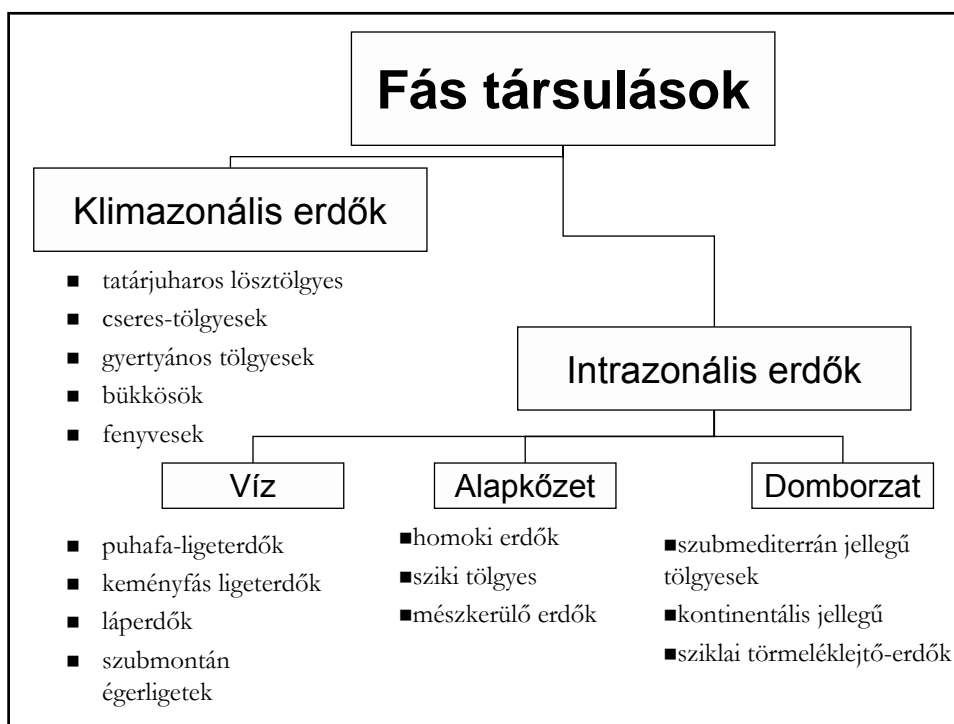 Fás társulások
Klimazonális erdők
■ tatárjuharos lösztölgyes
■ cseres-tölgyesek
■ gyertyános tölgyesek
■ bükkösök
■ fenyvesek
Intrazonális erdők
Víz
■ puhafa-ligeterdők
■ keményfás ligeterdők
■ láperdők
■ szubmontán
égerligetek
Alapkőzet
■homoki erdők
■sziki tölgyes
■mészkerülő erdők
Domborzat
■szubmediterrán jellegű
tölgyesek
■kontinentális jellegű
■sziklai törmeléklejtő-erdők